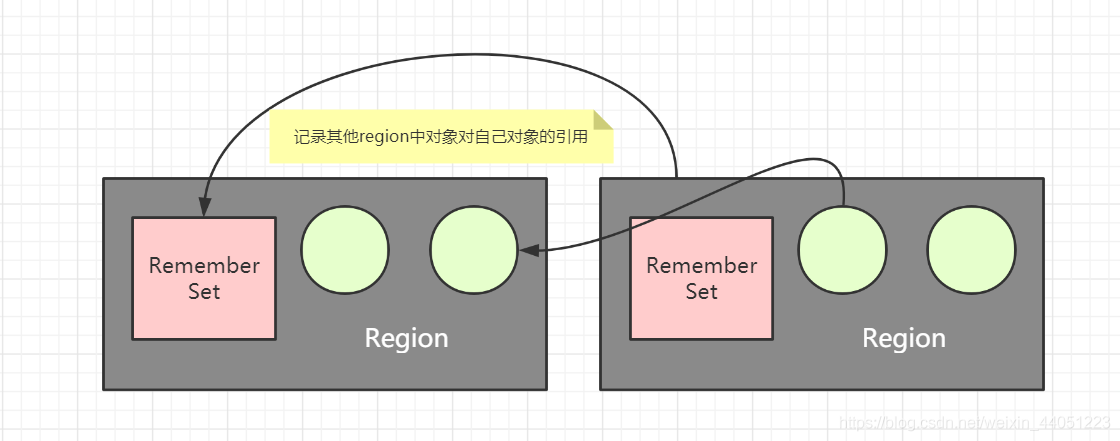 记录其他region中对象对自己对象的引用
Remember
Set
Region
Remember
Set
Region
https://blog.csdn.net/weixin_44051223